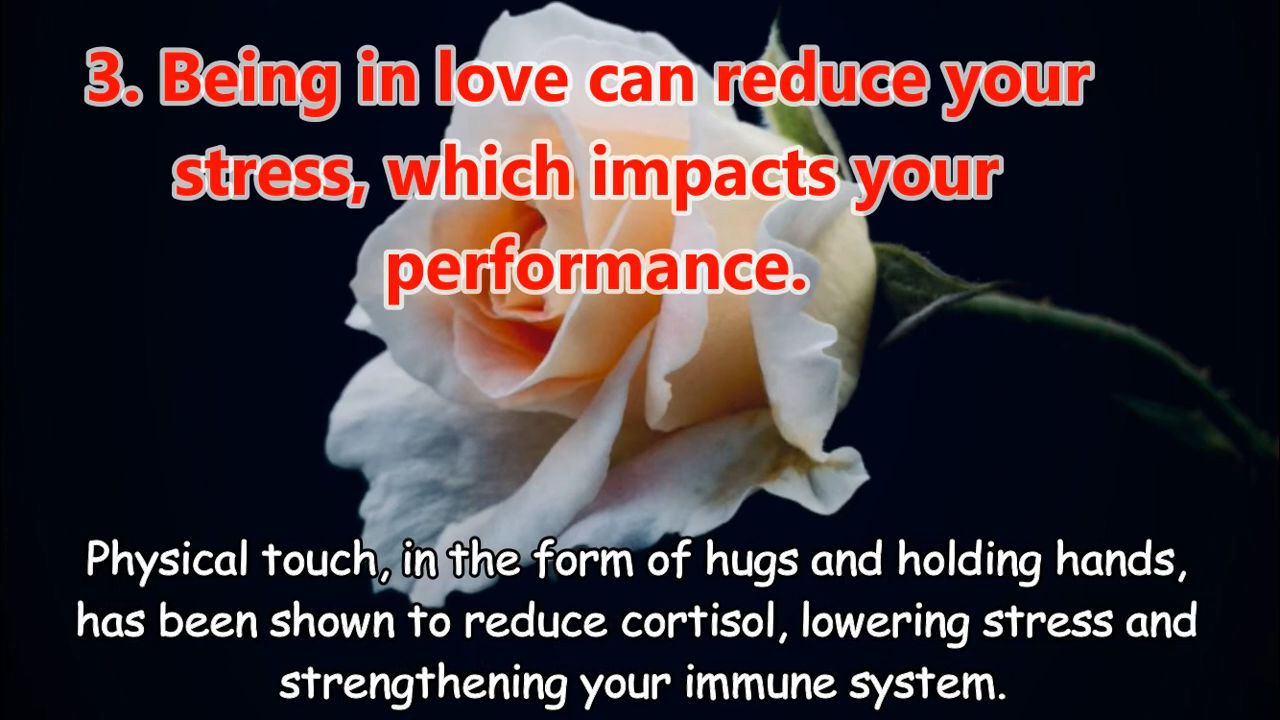 3. Being in love can reduce your
stress, which impacts your
performance.
Physical touch, in the form of hugs and holding hands,
has been shown to reduce cortisol, lowering stress and
strengthening your immune system.